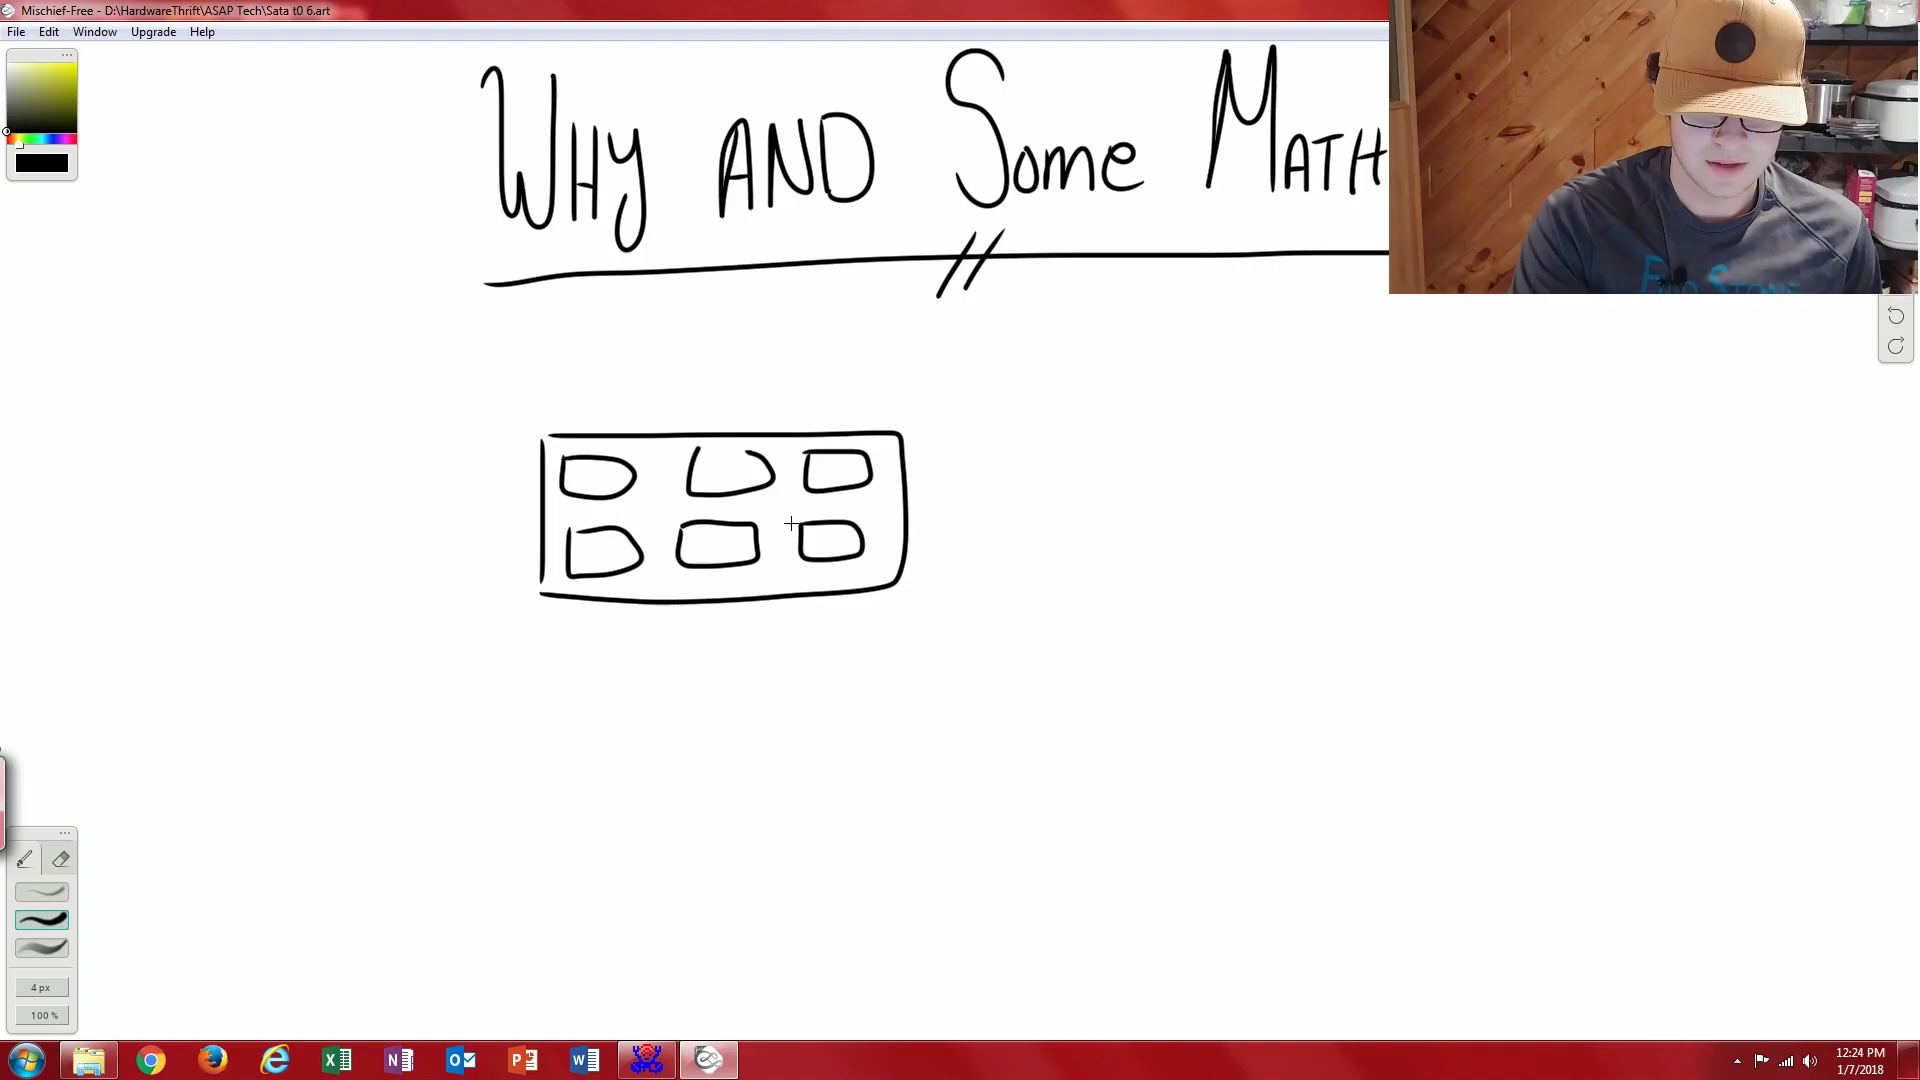 Mischief-Free - D:\HardwareThrift\ASAP Tech\Sata t0 6.art
File Edit Window Upgrade Help
WHY AND SOME MATH
4 px
100 %
12:24 PM
1/7/2018